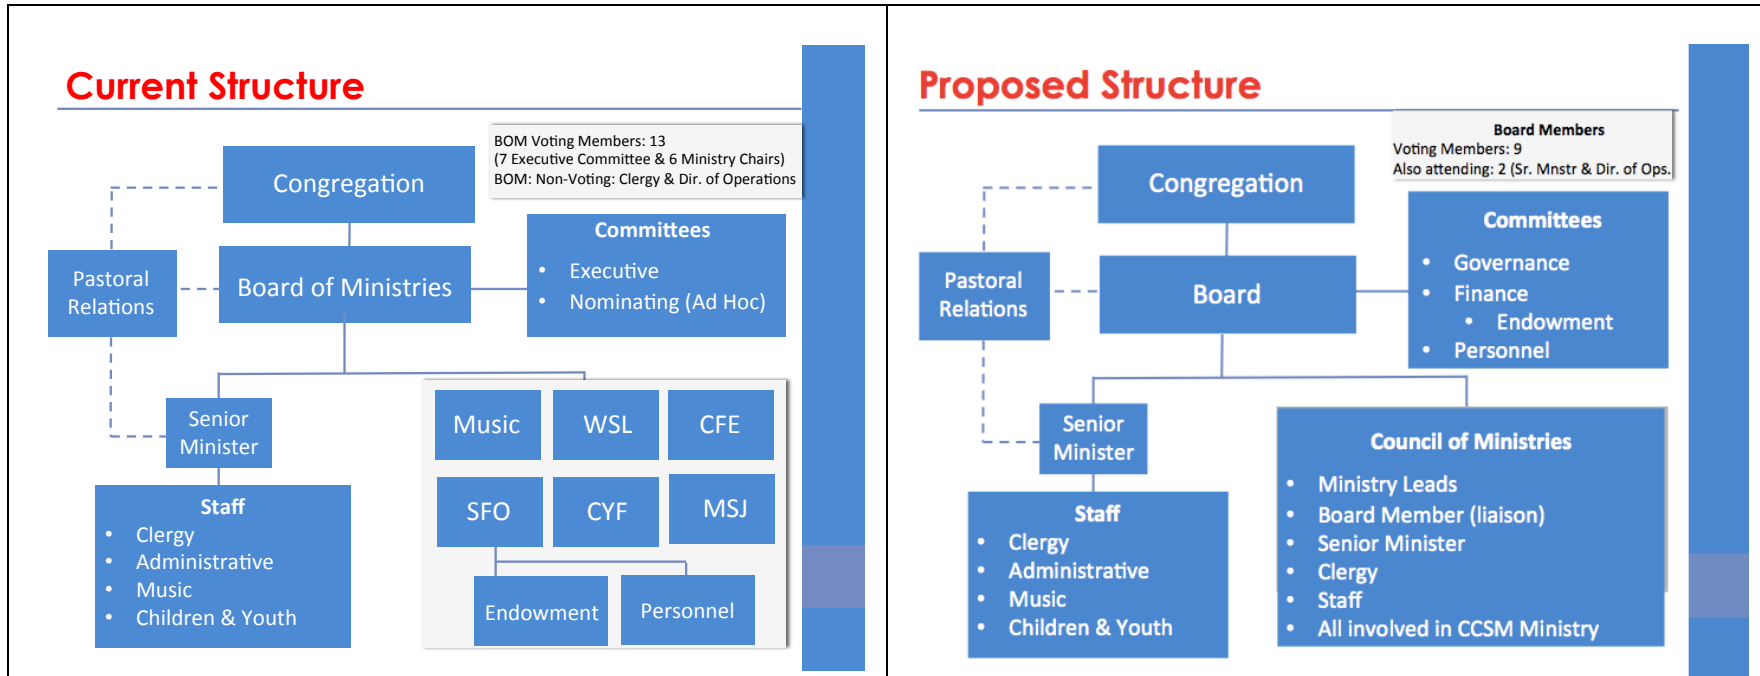 Current Structure
BOM Voting Members: 13
(7 Executive Committee & 6 Ministry Chairs)
BOM: Non-Voting: Clergy & Dir. of Operations
Congregation
Committees
• Executive
• Nominating (Ad Hoc)
Pastoral
Relations
Board of Ministries
Senior
Minister
Music
WSL
CFE
SFO
CYF
MSJ
Endowment
Personnel
Staff
• Clergy
• Administrative
• Music
• Children & Youth
Proposed Structure
Board Members
Voting Members: 9
Also attending: 2 (Sr. Mnstr & Dir. of Ops.
Congregation
Committees
• Governance
• Finance
• Endowment
• Personnel
Pastoral
Relations
Board
Senior
Minister
Council of Ministries
• Ministry Leads
• Board Member (liaison)
• Senior Minister
• Clergy
• Staff
• All involved in CCSM Ministry
Staff
• Clergy
• Administrative
• Music
• Children & Youth